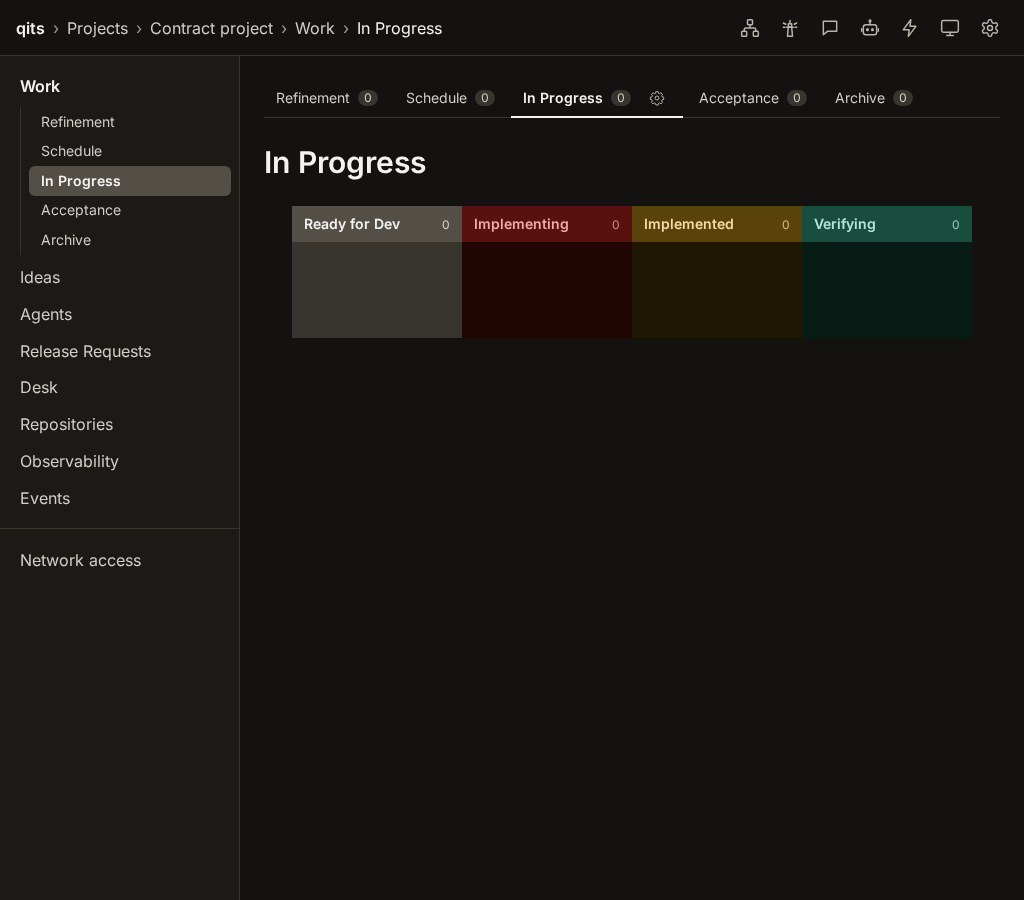 qits › Projects › Contract project › Work › In Progress
Work
Refinement
Schedule
In Progress
Acceptance
Archive
Ideas
Agents
Release Requests
Desk
Repositories
Observability
Events
Network access
Refinement 0 Schedule 0 In Progress 0 Acceptance 0 Archive 0
In Progress
Ready for Dev 0 Implementing 0 Implemented 0 Verifying 0